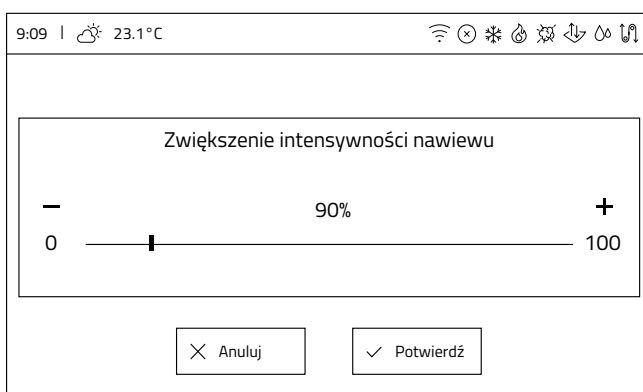 9:09 | 23.1°C
Zwiększenie intensywności nawiewu
90%
0 100
Anuluj Potwierdź